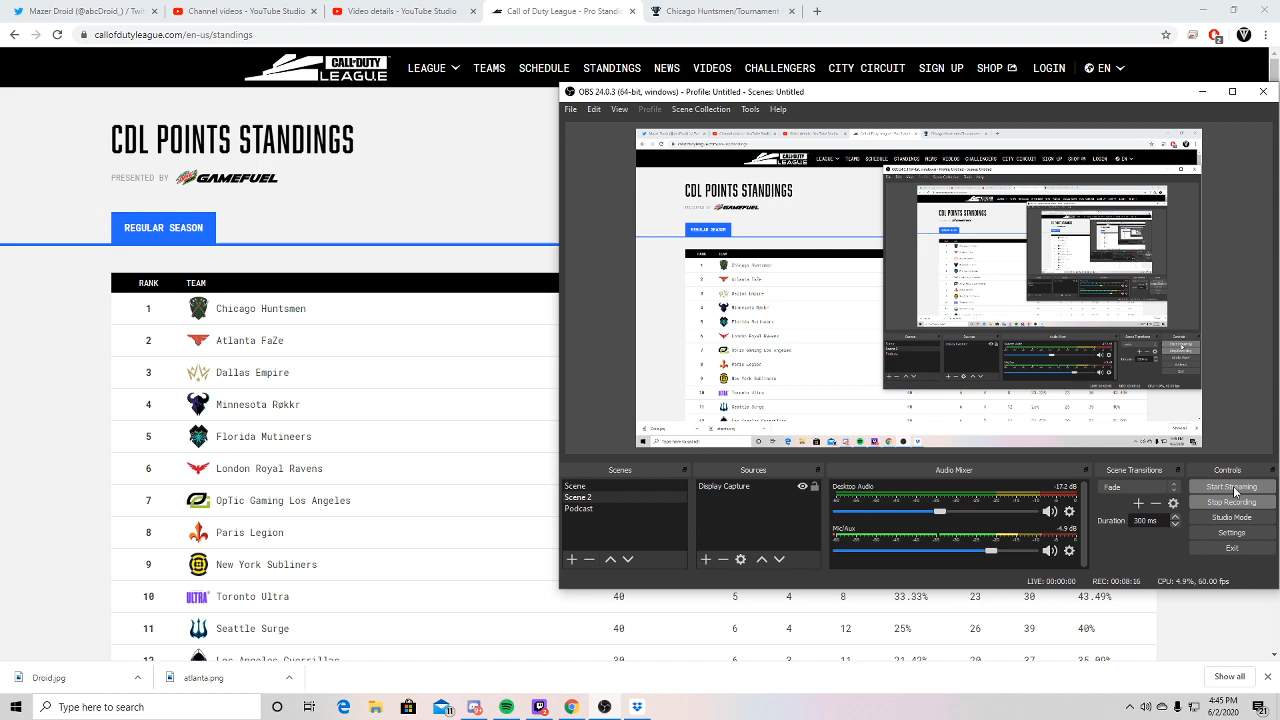 Mazer Droid (@abcDroid_) / Twit
Channel videos - YouTube Studio
Video details - YouTube Studio
Call of Duty League - Pro Standin
Chicago Huntsmen/Tournament
callofdutyleague.com/en-us/standings
CALL·DUTY LEAGUE
LEAGUE TEAMS SCHEDULE STANDINGS NEWS VIDEOS CHALLENGERS CITY CIRCUIT SIGN UP SHOP LOGIN EN
CDL POINTS STANDINGS
PRESENTED BY GAMEFUEL
REGULAR SEASON
RANK TEAM
1 Chicago Huntsmen
2 Atlanta FaZe
3 Dallas Empire
4 Minnesota Røkkr
5 Florida Mutineers
6 London Royal Ravens
7 OpTic Gaming Los Angeles
8 Paris Legion
9 New York Subliners
10 Toronto Ultra 40 5 4 8 33.33% 23 30 43.49%
11 Seattle Surge 40 6 4 12 25% 26 39 40%
OBS 24.0.3 (64-bit, windows) - Profile: Untitled - Scenes: Untitled
File Edit View Profile Scene Collection Tools Help
CDL POINTS STANDINGS
REGULAR SEASON
Scenes Sources Audio Mixer Scene Transitions Controls
Scene
Scene 2
Podcast
Display Capture
Desktop Audio -17.2 dB
Mic/Aux -4.9 dB
Fade
Duration 300 ms
Start Streaming
Stop Recording
Studio Mode
Settings
Exit
LIVE: 00:00:00 REC: 00:08:16 CPU: 4.9%, 60.00 fps
Droid.jpg
atlanta.png
Show all
Type here to search
4:45 PM
6/2/2020